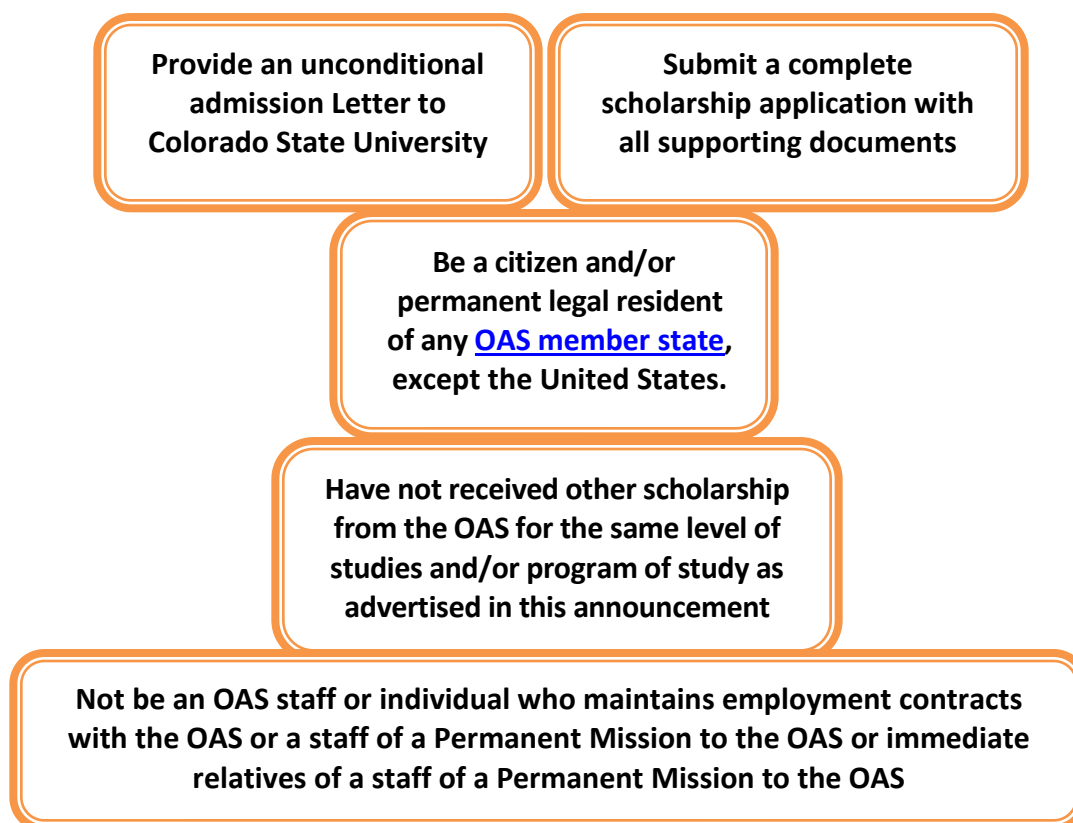 Provide an unconditional
admission Letter to
Colorado State University
Submit a complete
scholarship application with
all supporting documents
Be a citizen and/or
permanent legal resident
of any OAS member state,
except the United States.
Have not received other scholarship
from the OAS for the same level of
studies and/or program of study as
advertised in this announcement
Not be an OAS staff or individual who maintains employment contracts
with the OAS or a staff of a Permanent Mission to the OAS or immediate
relatives of a staff of a Permanent Mission to the OAS